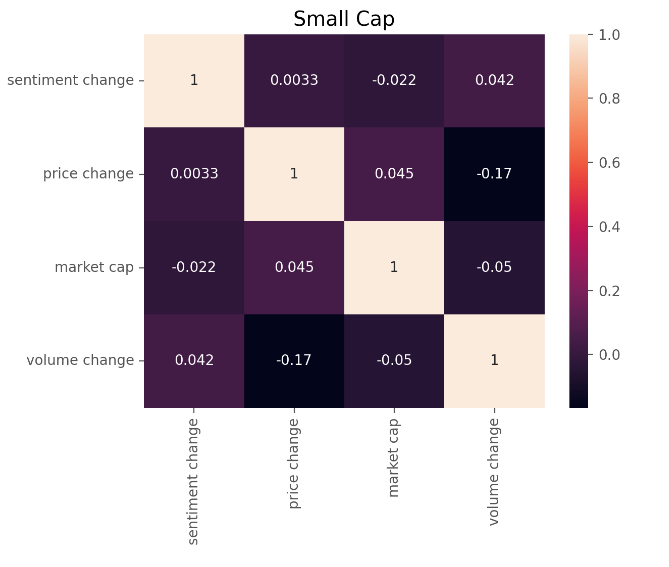 Small Cap
sentiment change
1
0.0033
-0.022
0.042
price change
0.0033
1
0.045
-0.17
market cap
-0.022
0.045
1
-0.05
volume change
0.042
-0.17
-0.05
1
sentiment change
price change
market cap
volume change
1.0
0.8
0.6
0.4
0.2
0.0